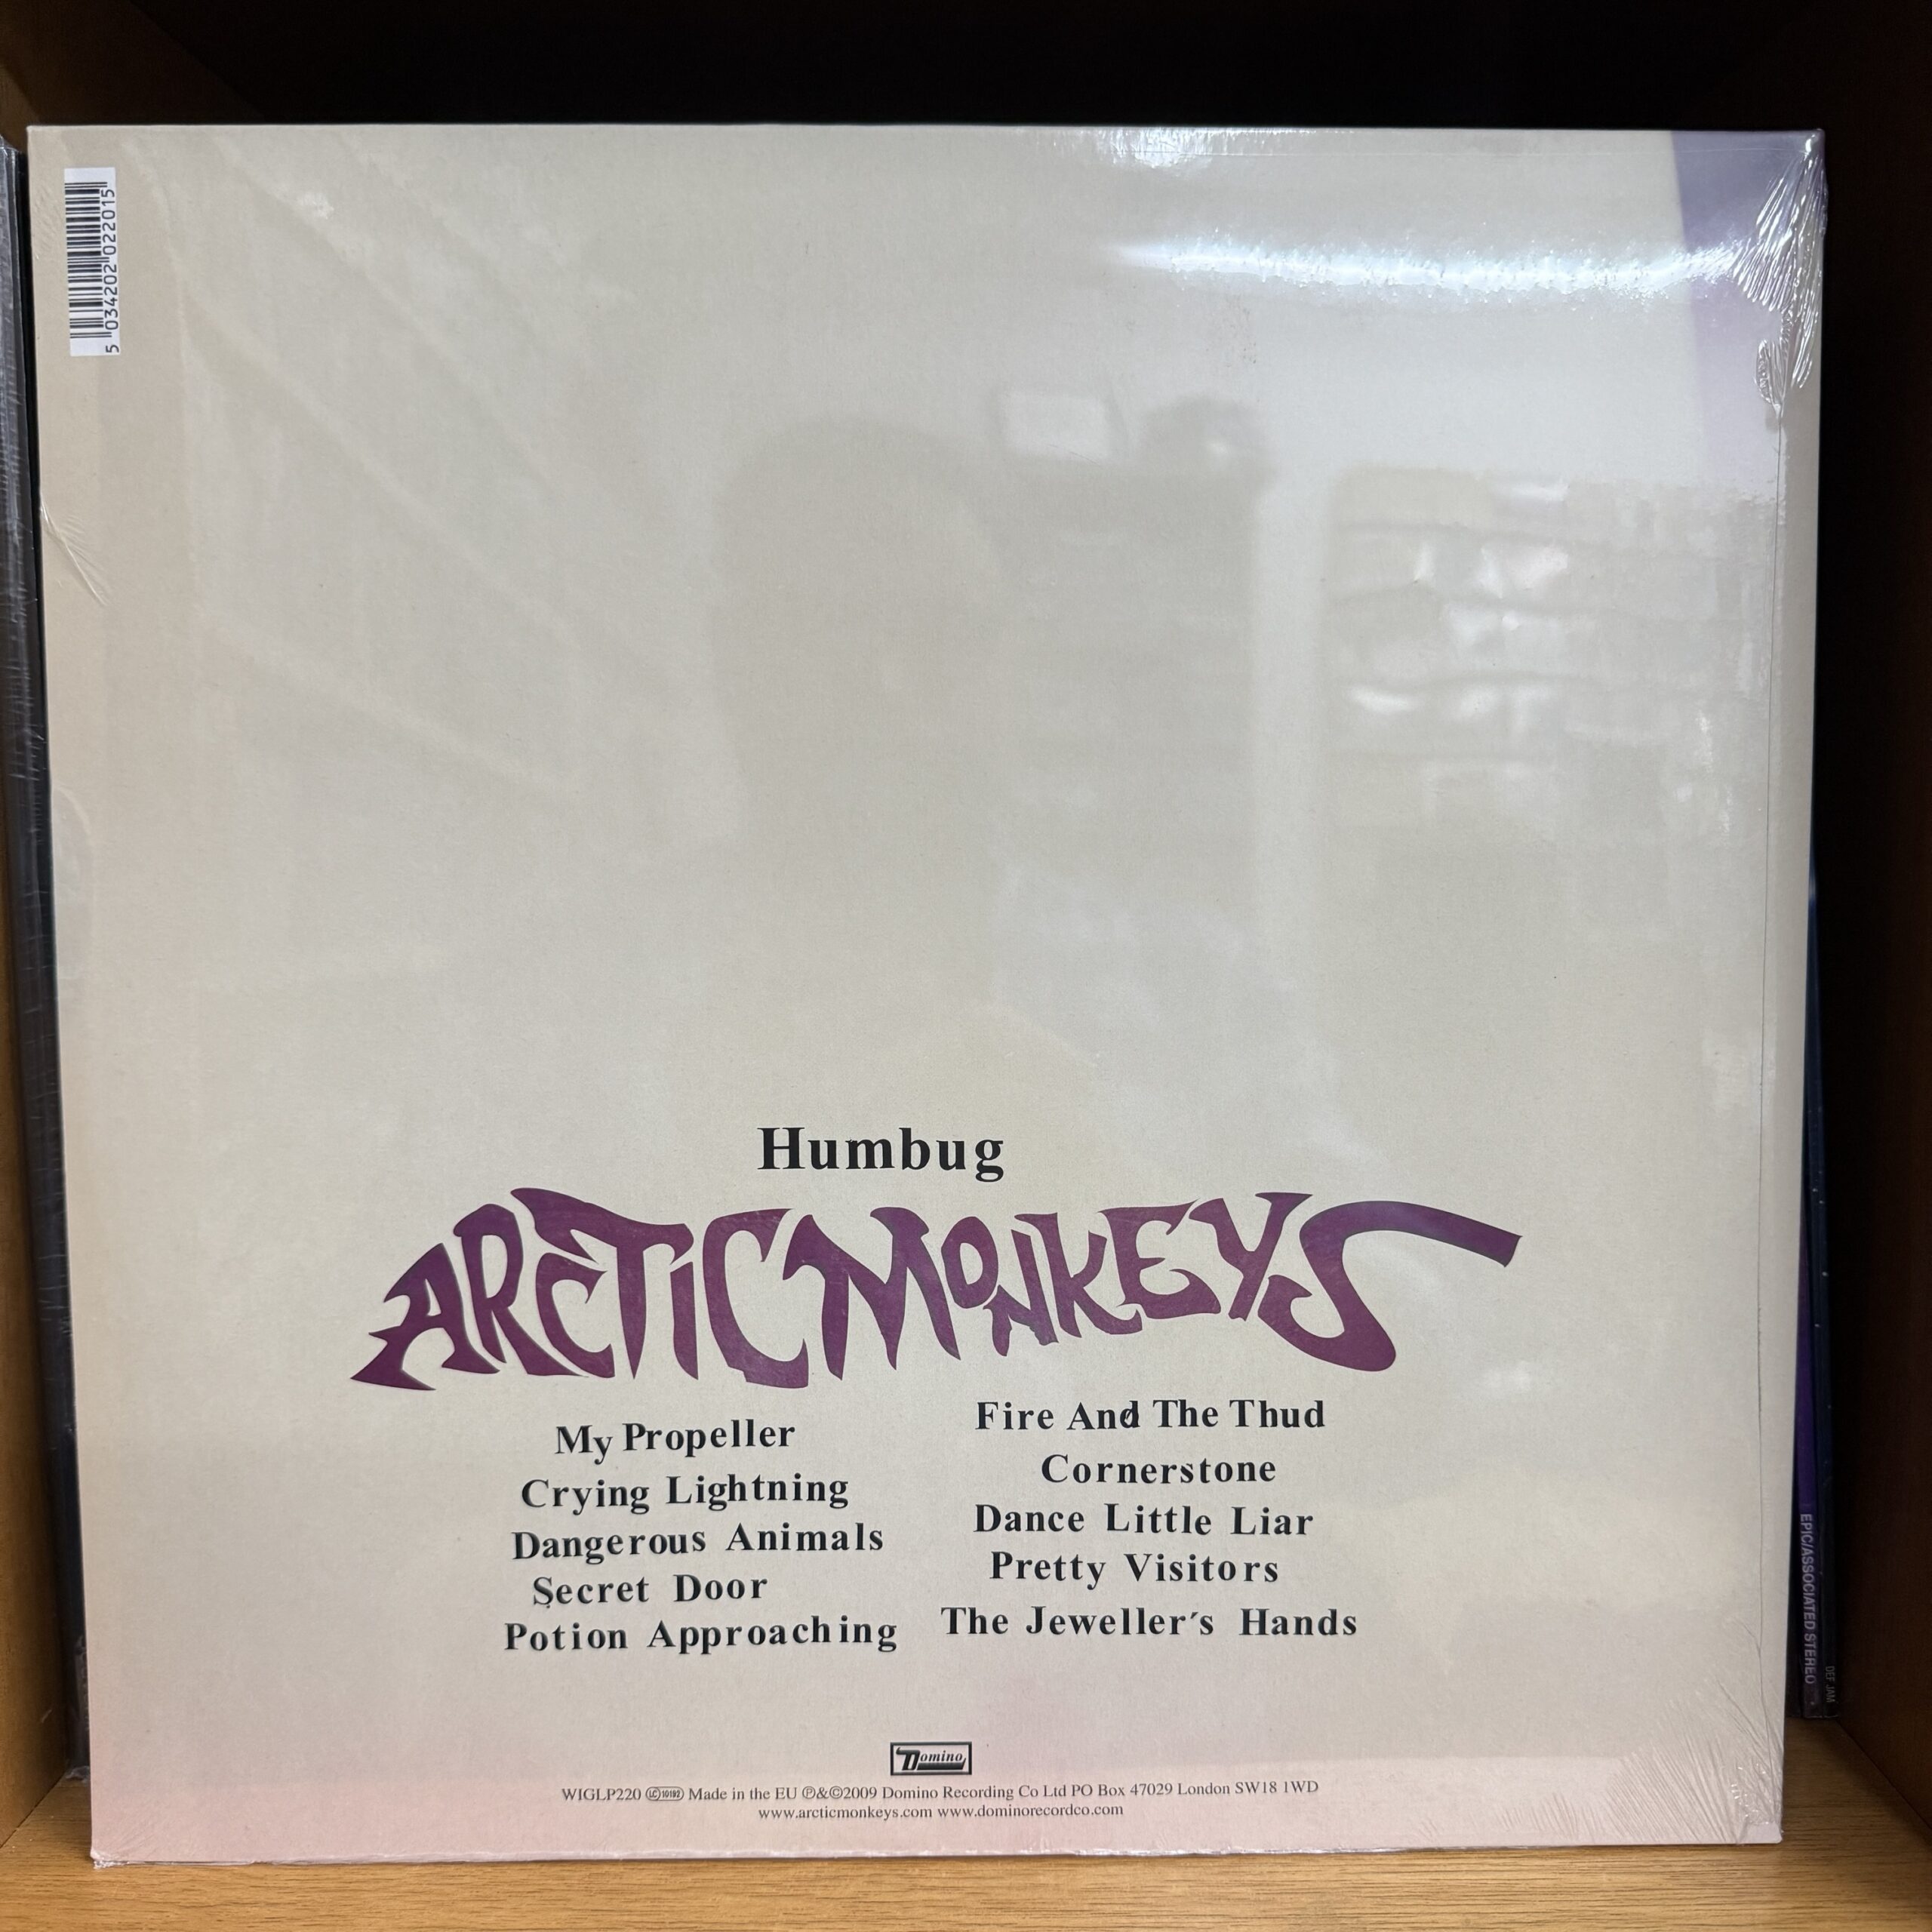 5 034202 022015
Humbug
ARCTIC MONKEYS
My Propeller
Crying Lightning
Dangerous Animals
Secret Door
Potion Approaching
Fire And The Thud
Cornerstone
Dance Little Liar
Pretty Visitors
The Jeweller's Hands
Domino
WIGLP220 LC 10192 Made in the EU ℗&©2009 Domino Recording Co Ltd PO Box 47029 London SW18 1WD
www.arcticmonkeys.com www.dominorecordco.com
EPIC/ASSOCIATED STEREO
DEF JAM